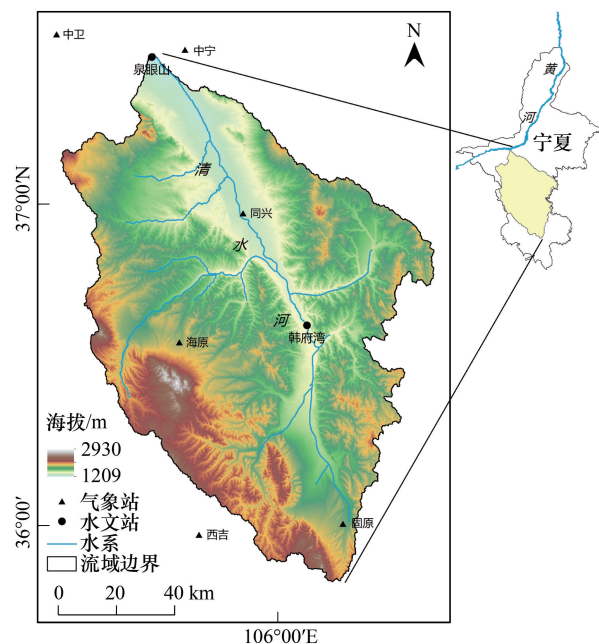 中卫
中宁
泉眼山
N
黄
河
宁夏
清
37°00′N
同兴
水
河
韩府湾
海原
海拔/m
2930
1209
气象站
水文站
水系
流域边界
36°00′
固原
西吉
0 20 40 km
106°00′E